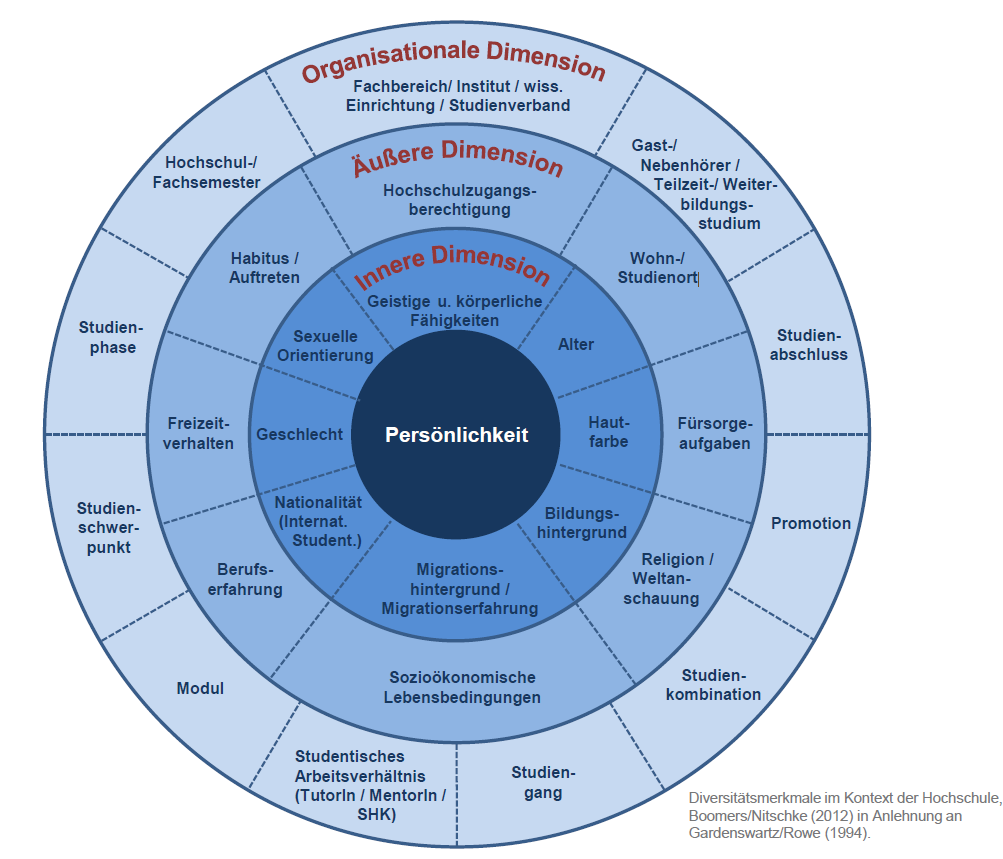 Organisationale Dimension
Fachbereich/ Institut / wiss.
Einrichtung / Studienverband
Gast-/
Nebenhörer /
Teilzeit-/ Weiter-
bildungs-
studium
Studien-
abschluss
Promotion
Studien-
kombination
Studien-
gang
Studentisches
Arbeitsverhältnis
(TutorIn / MentorIn /
SHK)
Modul
Studien-
schwer-
punkt
Studien-
phase
Hochschul-/
Fachsemester
Äußere Dimension
Hochschulzugangs-
berechtigung
Wohn-/
Studienort
Fürsorge-
aufgaben
Religion /
Weltan-
schauung
Sozioökonomische
Lebensbedingungen
Berufs-
erfahrung
Freizeit-
verhalten
Habitus /
Auftreten
Innere Dimension
Geistige u. körperliche
Fähigkeiten
Alter
Haut-
farbe
Bildungs-
hintergrund
Migrations-
hintergrund /
Migrationserfahrung
Nationalität
(Internat.
Student.)
Geschlecht
Sexuelle
Orientierung
Persönlichkeit
Diversitätsmerkmale im Kontext der Hochschule,
Boomers/Nitschke (2012) in Anlehnung an
Gardenswartz/Rowe (1994).